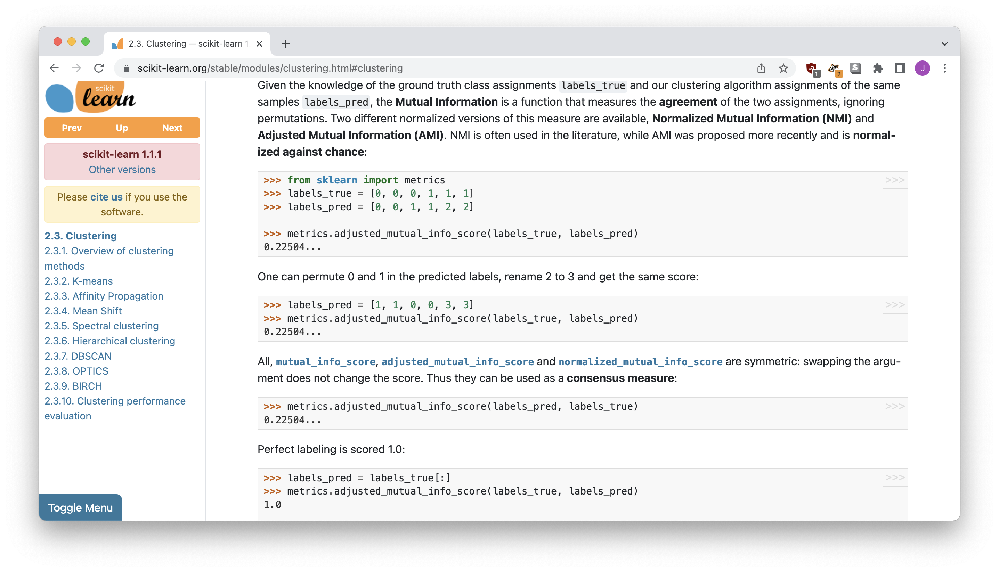 2.3. Clustering — scikit-learn 1.
scikit-learn.org/stable/modules/clustering.html#clustering
1
2
S
J
scikit
learn
Prev Up Next
scikit-learn 1.1.1
Other versions
Please cite us if you use the
software.
2.3. Clustering
2.3.1. Overview of clustering
methods
2.3.2. K-means
2.3.3. Affinity Propagation
2.3.4. Mean Shift
2.3.5. Spectral clustering
2.3.6. Hierarchical clustering
2.3.7. DBSCAN
2.3.8. OPTICS
2.3.9. BIRCH
2.3.10. Clustering performance
evaluation
Toggle Menu
Given the knowledge of the ground truth class assignments labels_true and our clustering algorithm assignments of the same
samples labels_pred, the Mutual Information is a function that measures the agreement of the two assignments, ignoring
permutations. Two different normalized versions of this measure are available, Normalized Mutual Information (NMI) and
Adjusted Mutual Information (AMI). NMI is often used in the literature, while AMI was proposed more recently and is normal-
ized against chance:
>>>
>>> from sklearn import metrics
>>> labels_true = [0, 0, 0, 1, 1, 1]
>>> labels_pred = [0, 0, 1, 1, 2, 2]
>>> metrics.adjusted_mutual_info_score(labels_true, labels_pred)
0.22504...
One can permute 0 and 1 in the predicted labels, rename 2 to 3 and get the same score:
>>>
>>> labels_pred = [1, 1, 0, 0, 3, 3]
>>> metrics.adjusted_mutual_info_score(labels_true, labels_pred)
0.22504...
All, mutual_info_score, adjusted_mutual_info_score and normalized_mutual_info_score are symmetric: swapping the argu-
ment does not change the score. Thus they can be used as a consensus measure:
>>>
>>> metrics.adjusted_mutual_info_score(labels_pred, labels_true)
0.22504...
Perfect labeling is scored 1.0:
>>>
>>> labels_pred = labels_true[:]
>>> metrics.adjusted_mutual_info_score(labels_true, labels_pred)
1.0